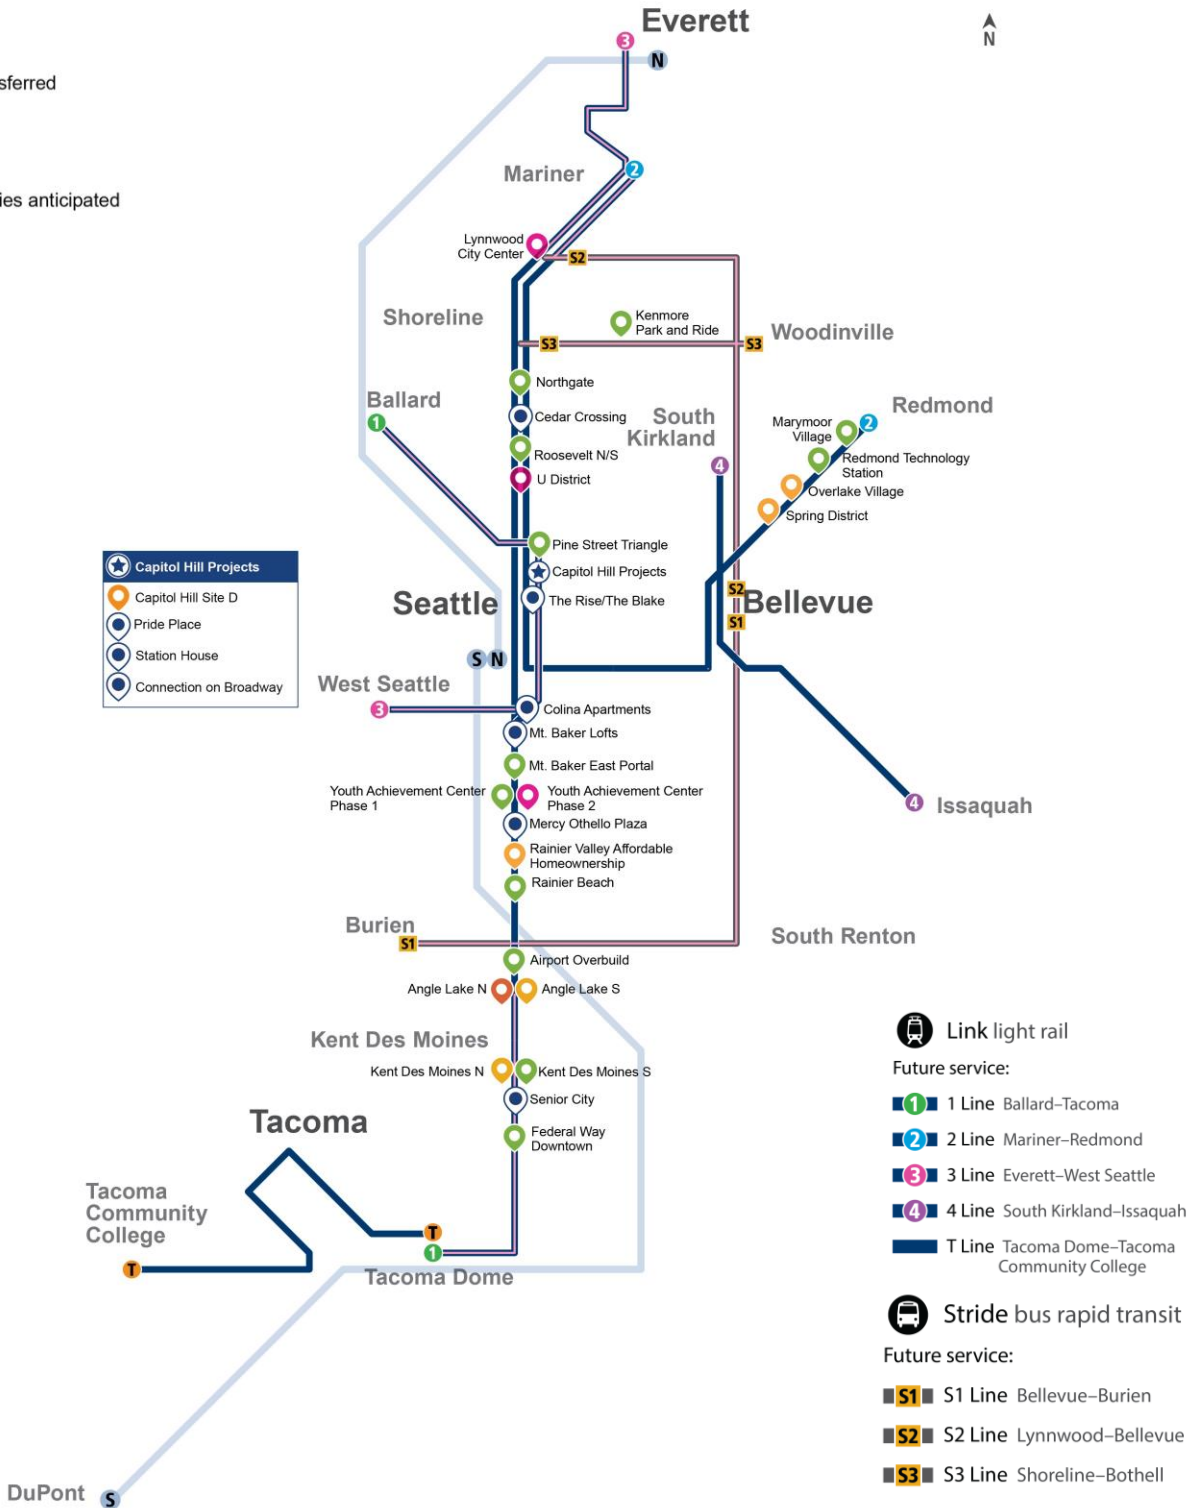 Everett
3
N
N
sferred
ies anticipated
Mariner
2
Lynnwood
City Center
S2
Shoreline
Kenmore
Park and Ride
S3
S3
Woodinville
Northgate
Ballard
1
Cedar Crossing
South
Kirkland
4
Redmond
2
Marymoor
Village
Roosevelt N/S
Redmond Technology
Station
U District
Overlake Village
Spring District
Pine Street Triangle
Capitol Hill Projects
Capitol Hill Projects
Capitol Hill Site D
Pride Place
Station House
Connection on Broadway
Seattle
The Rise/The Blake
S2
Bellevue
S1
S N
West Seattle
3
Colina Apartments
Mt. Baker Lofts
Mt. Baker East Portal
Youth Achievement Center
Phase 1
Youth Achievement Center
Phase 2
4
Issaquah
Mercy Othello Plaza
Rainier Valley Affordable
Homeownership
Rainier Beach
Burien
S1
South Renton
Airport Overbuild
Angle Lake N
Angle Lake S
Kent Des Moines
Kent Des Moines N
Kent Des Moines S
Senior City
Federal Way
Downtown
Tacoma
Tacoma
Community
College
T
T
1
Tacoma Dome
DuPont
S
Link light rail
Future service:
1 1 Line Ballard–Tacoma
2 2 Line Mariner–Redmond
3 3 Line Everett–West Seattle
4 4 Line South Kirkland–Issaquah
T Line Tacoma Dome–Tacoma
Community College
Stride bus rapid transit
Future service:
S1 S1 Line Bellevue–Burien
S2 S2 Line Lynnwood–Bellevue
S3 S3 Line Shoreline–Bothell